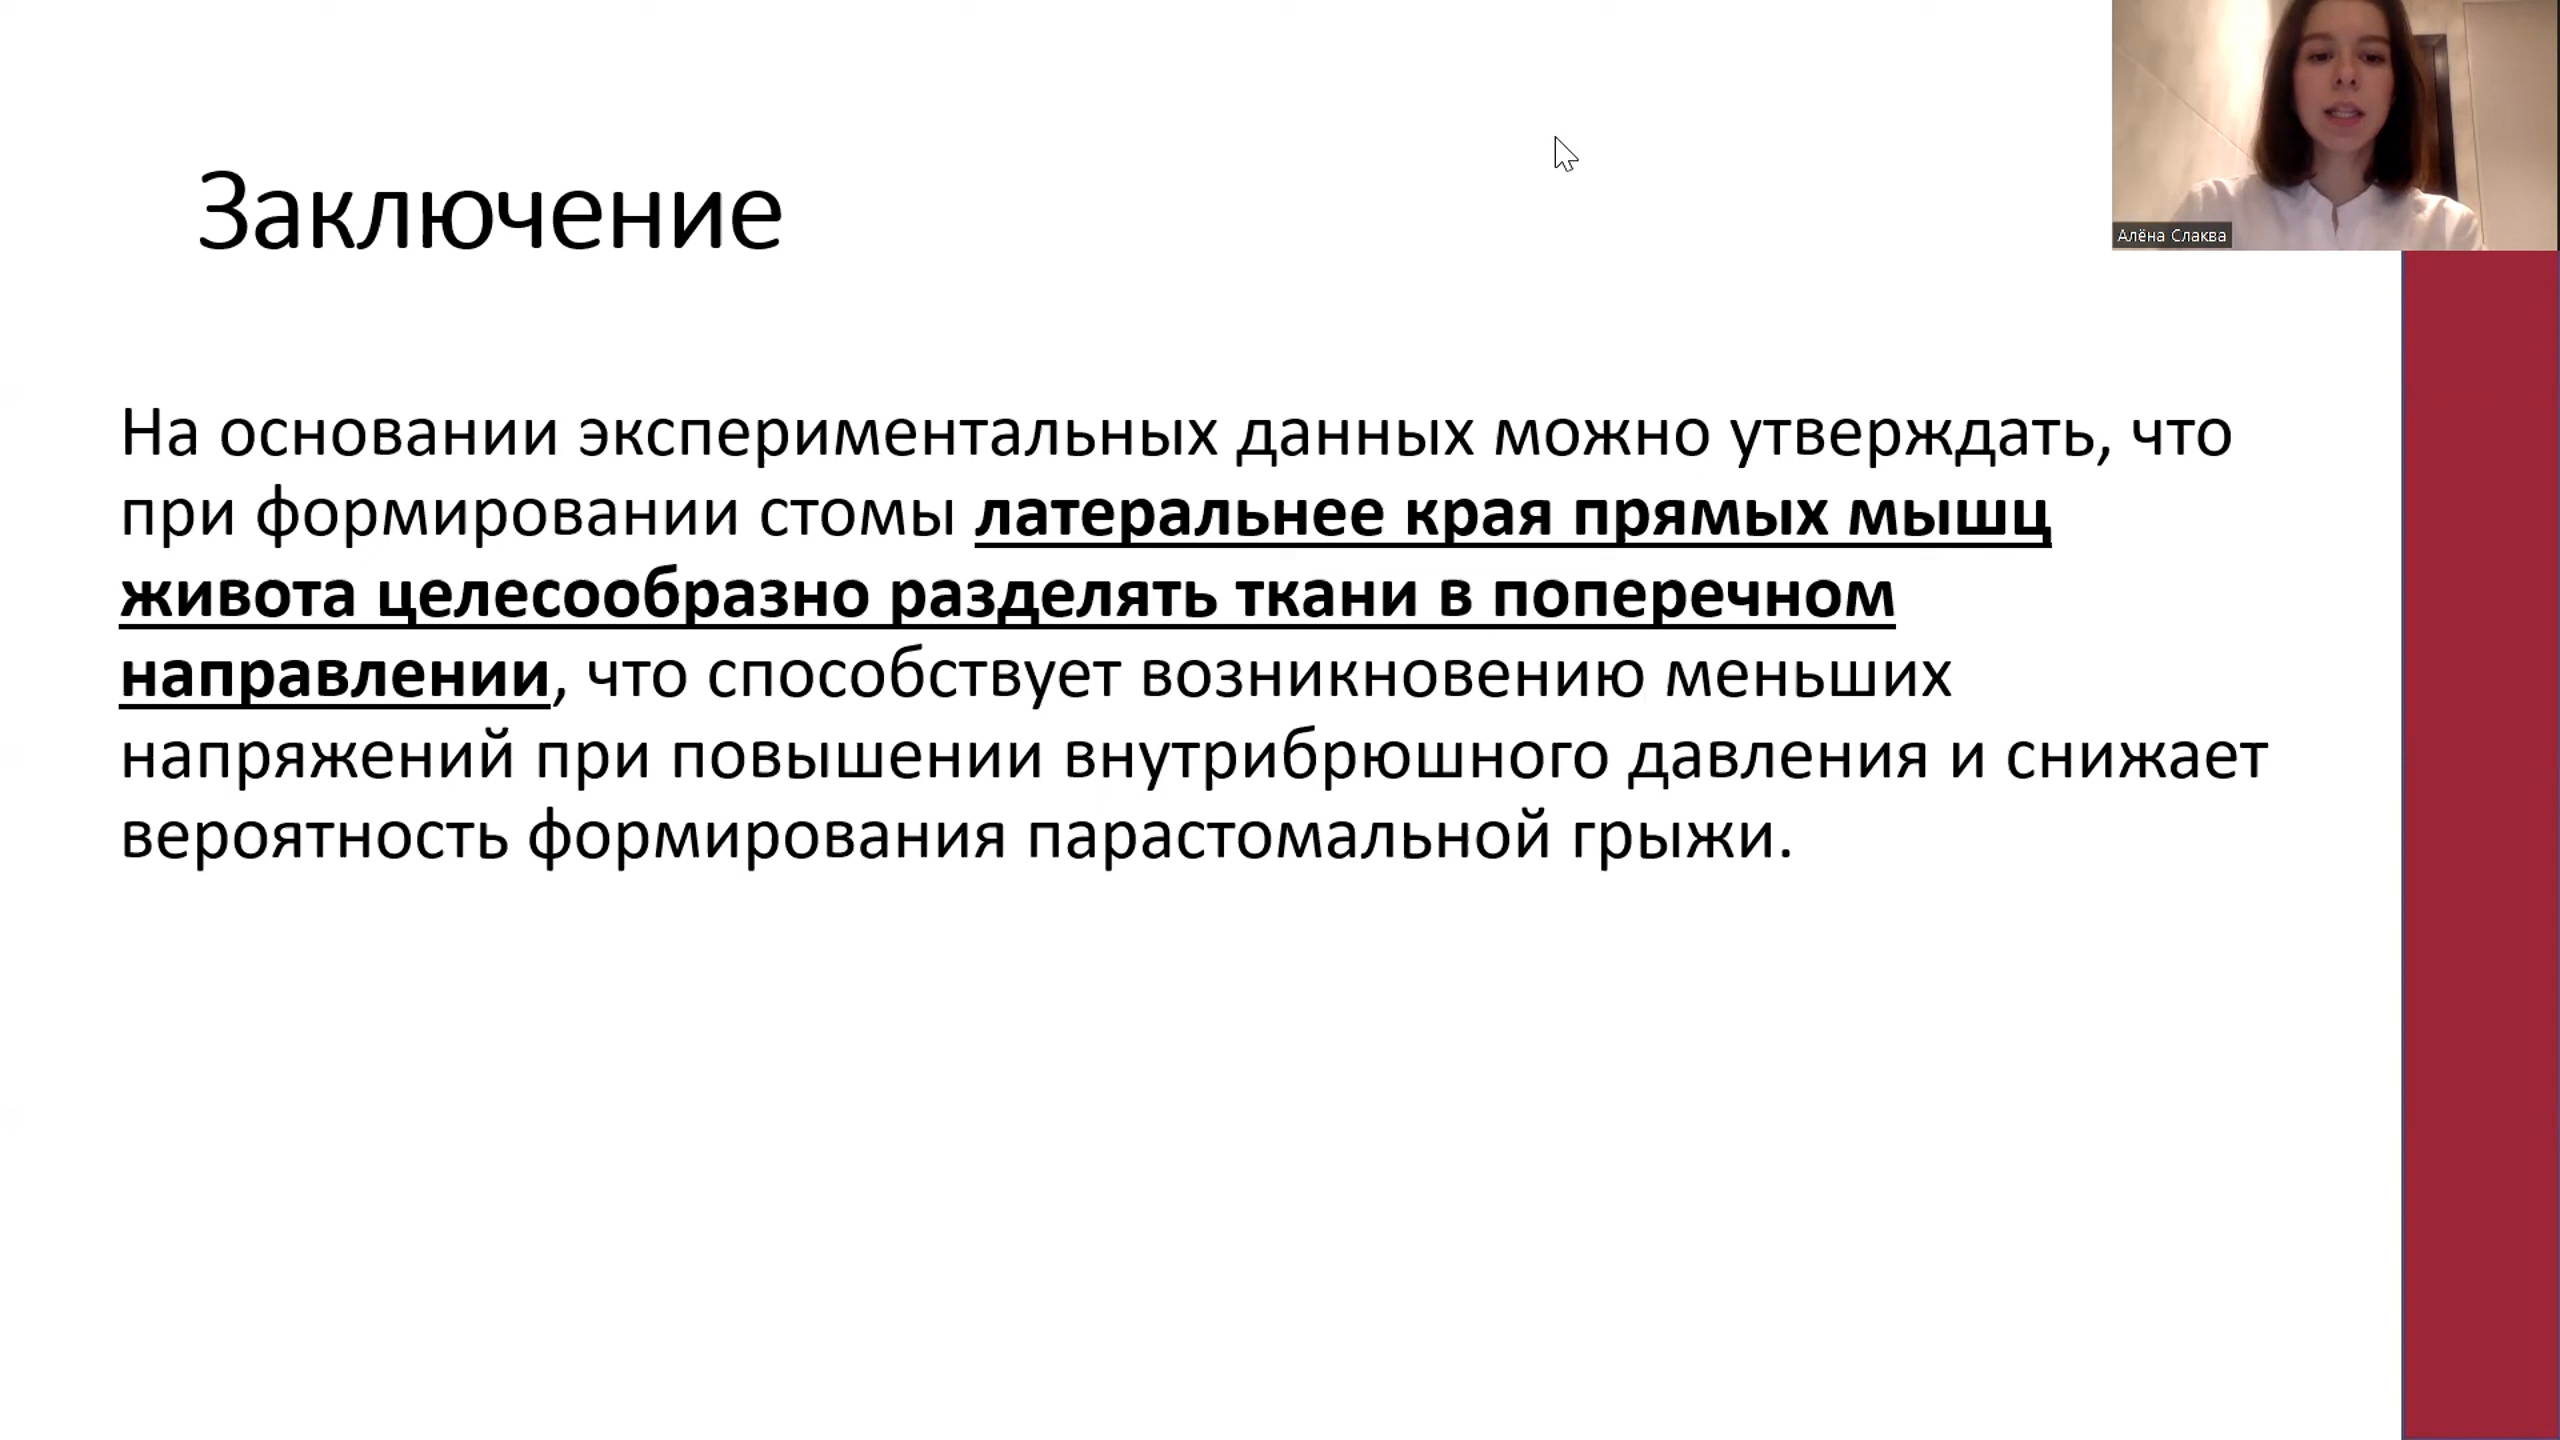 Алёна Слаква
Заключение
На основании экспериментальных данных можно утверждать, что
при формировании стомы латеральнее края прямых мышц
живота целесообразно разделять ткани в поперечном
направлении, что способствует возникновению меньших
напряжений при повышении внутрибрюшного давления и снижает
вероятность формирования парастомальной грыжи.